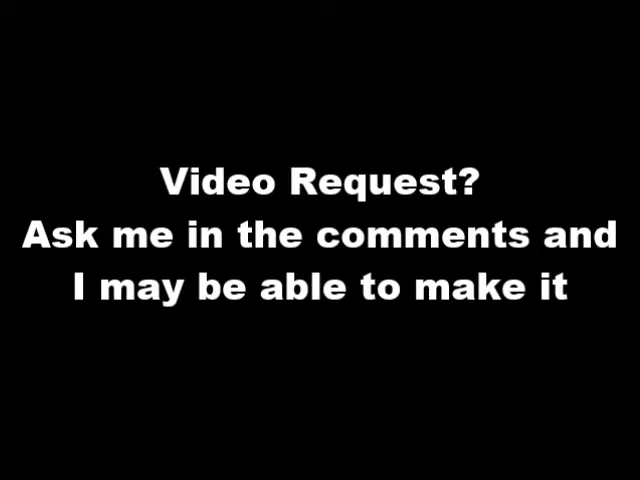 Video Request?
Ask me in the comments and
I may be able to make it